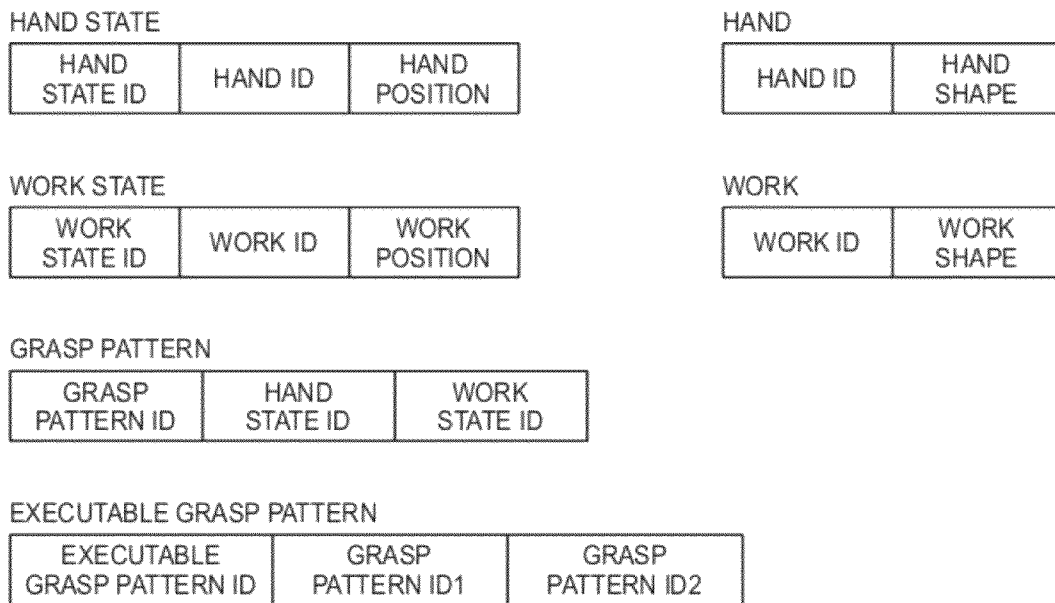 HAND STATE
HAND
STATE ID
HAND ID
HAND
POSITION
HAND
HAND ID
HAND
SHAPE
WORK STATE
WORK
STATE ID
WORK ID
WORK
POSITION
WORK
WORK ID
WORK
SHAPE
GRASP PATTERN
GRASP
PATTERN ID
HAND
STATE ID
WORK
STATE ID
EXECUTABLE GRASP PATTERN
EXECUTABLE
GRASP PATTERN ID
GRASP
PATTERN ID1
GRASP
PATTERN ID2